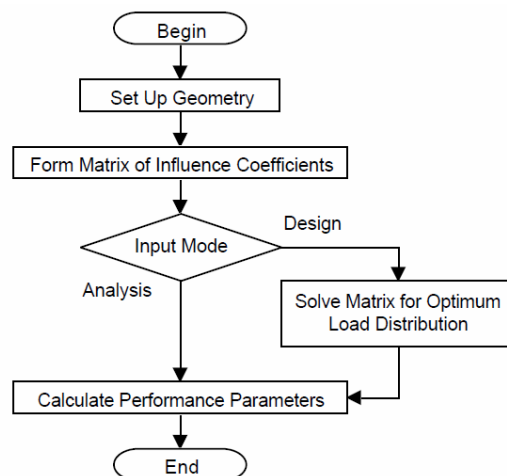 Begin
Set Up Geometry
Form Matrix of Influence Coefficients
Input Mode
Design
Analysis
Solve Matrix for Optimum
Load Distribution
Calculate Performance Parameters
End